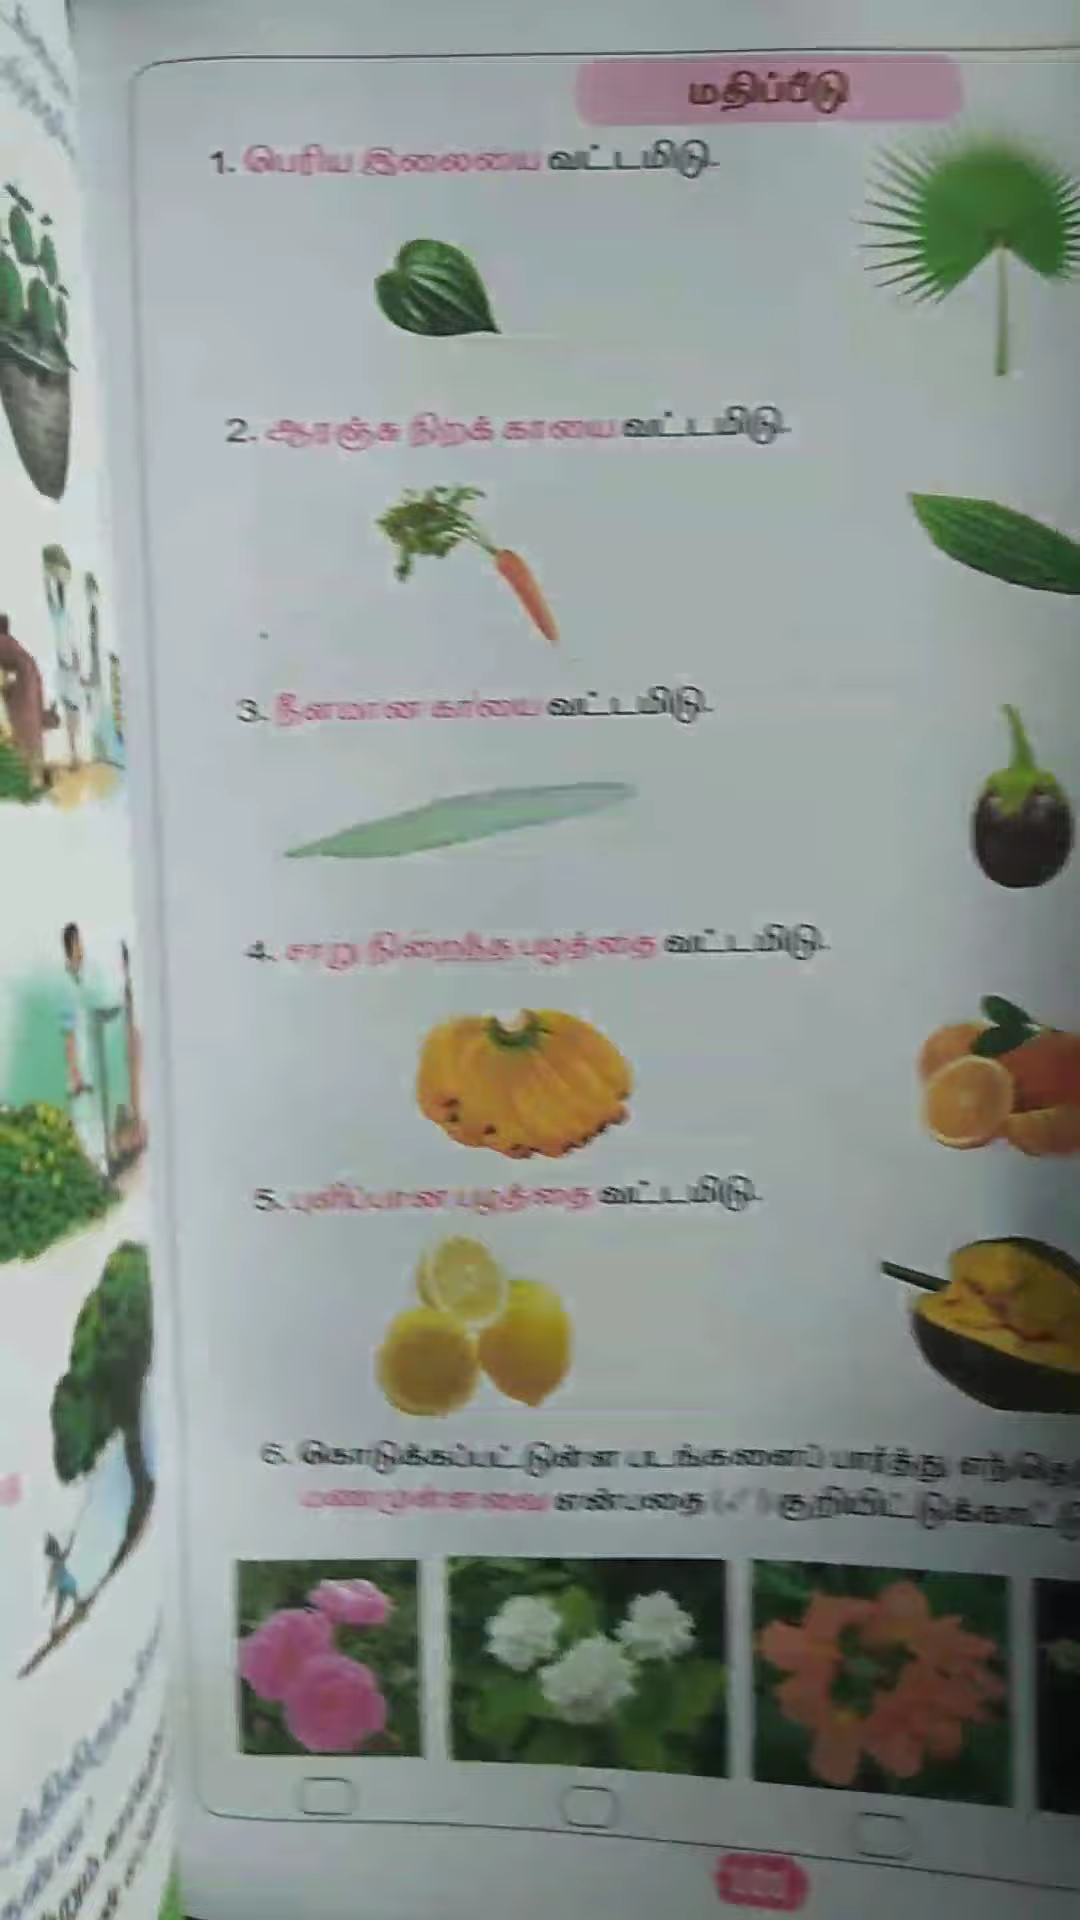 மதிப்பீடு
1. பெரிய இலையை வட்டமிடு.
2. ஆரஞ்சு நிறக் காயை வட்டமிடு.
3. நீளமான காயை வட்டமிடு.
4. சாறு நிறைந்த பழத்தை வட்டமிடு.
5. புளிப்பான பழத்தை வட்டமிடு.
6. கொடுக்கப்பட்டுள்ள படங்களைப் பார்த்து
மணமுள்ளவை என்பதை (✓) குறியிட்டுக்காட்டு